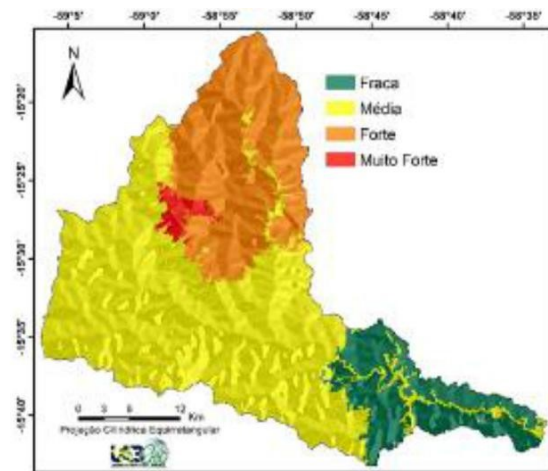 -59°5' -59°0' -58°55' -58°50' -58°45' -58°40' -58°35'
N
Fraca
Média
Forte
Muito Forte
-15°20'
-15°25'
-15°30'
-15°35'
-15°40'
0 3 6 12
Km
Projeção Cilíndrica Equirretangular